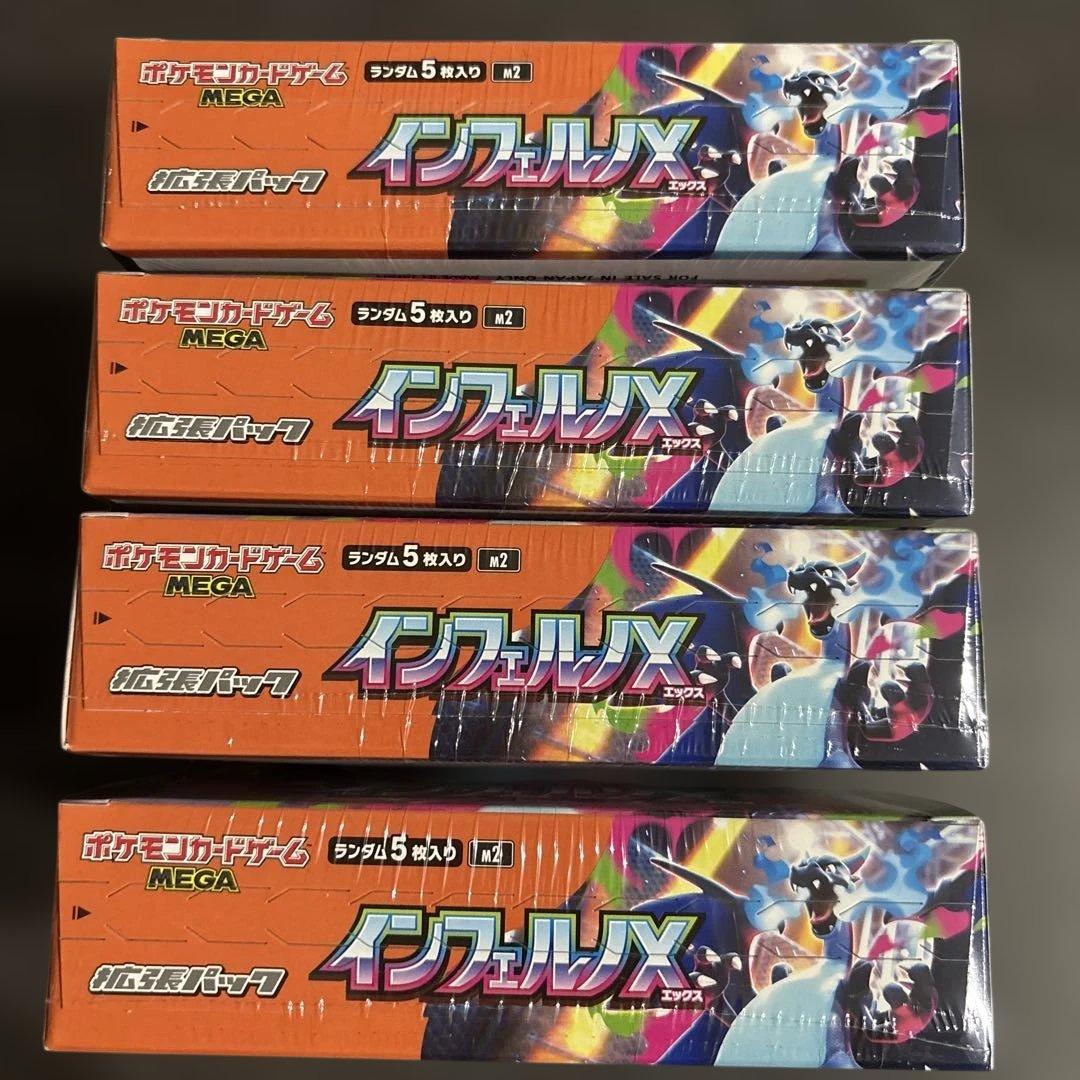 ポケモンカードゲーム
MEGA
ランダム5枚入り M2
インフェルノX
エックス
拡張パック
FOR SALE IN JAPAN ONLY
ポケモンカードゲーム
MEGA
ランダム5枚入り M2
インフェルノX
エックス
拡張パック
ポケモンカードゲーム
MEGA
ランダム5枚入り M2
インフェルノX
エックス
拡張パック
ポケモンカードゲーム
MEGA
ランダム5枚入り M2
インフェルノX
エックス
拡張パック